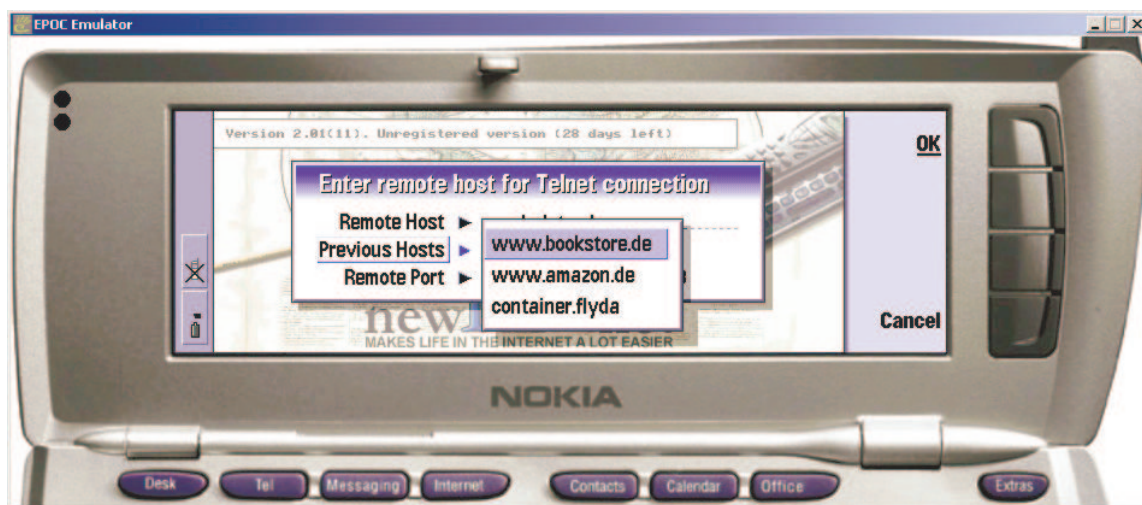 EPOC Emulator
Version 2.01(11). Unregistered version (28 days left)
OK
Enter remote host for Telnet connection
Remote Host
Previous Hosts
www.bookstore.de
Remote Port
www.amazon.de
container.flyda
new
Cancel
MAKES LIFE IN THE INTERNET A LOT EASIER
NOKIA
Desk Tel Messaging Internet Contacts Calendar Office Extras